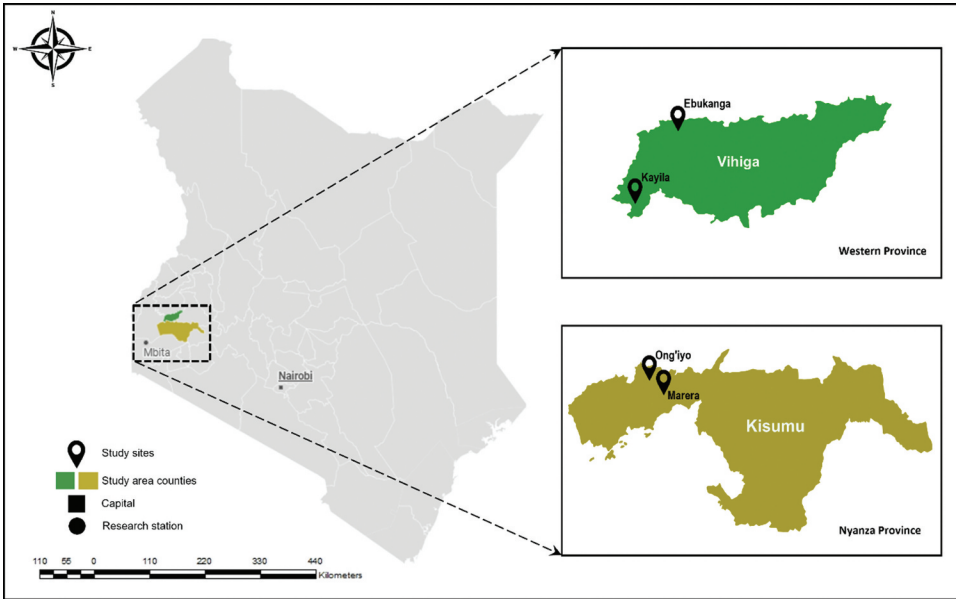 N
W
E
S
Ebukanga
Vihiga
Kayila
Western Province
Mbita
Nairobi
Ong'iyo
Marera
Kisumu
Nyanza Province
Study sites
Study area counties
Capital
Research station
110 55 0 110 220 330 440
Kilometers